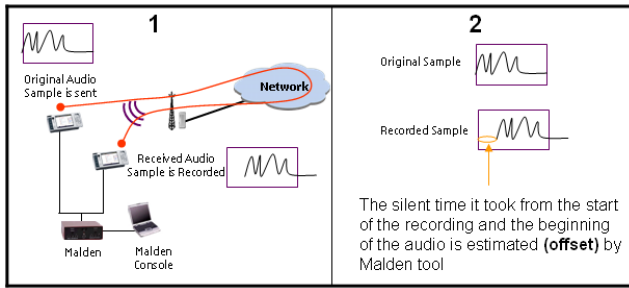 1
Original Audio
Sample is sent
Network
Received Audio
Sample is Recorded
Malden
Malden
Console
2
Original Sample
Recorded Sample
The silent time it took from the start
of the recording and the beginning
of the audio is estimated (offset) by
Malden tool